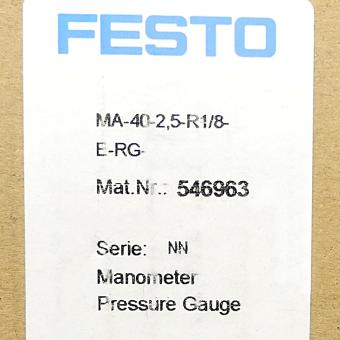 FESTO
MA-40-2,5-R1/8-
E-RG-
Mat.Nr.: 546963
Serie: NN
Manometer
Pressure Gauge